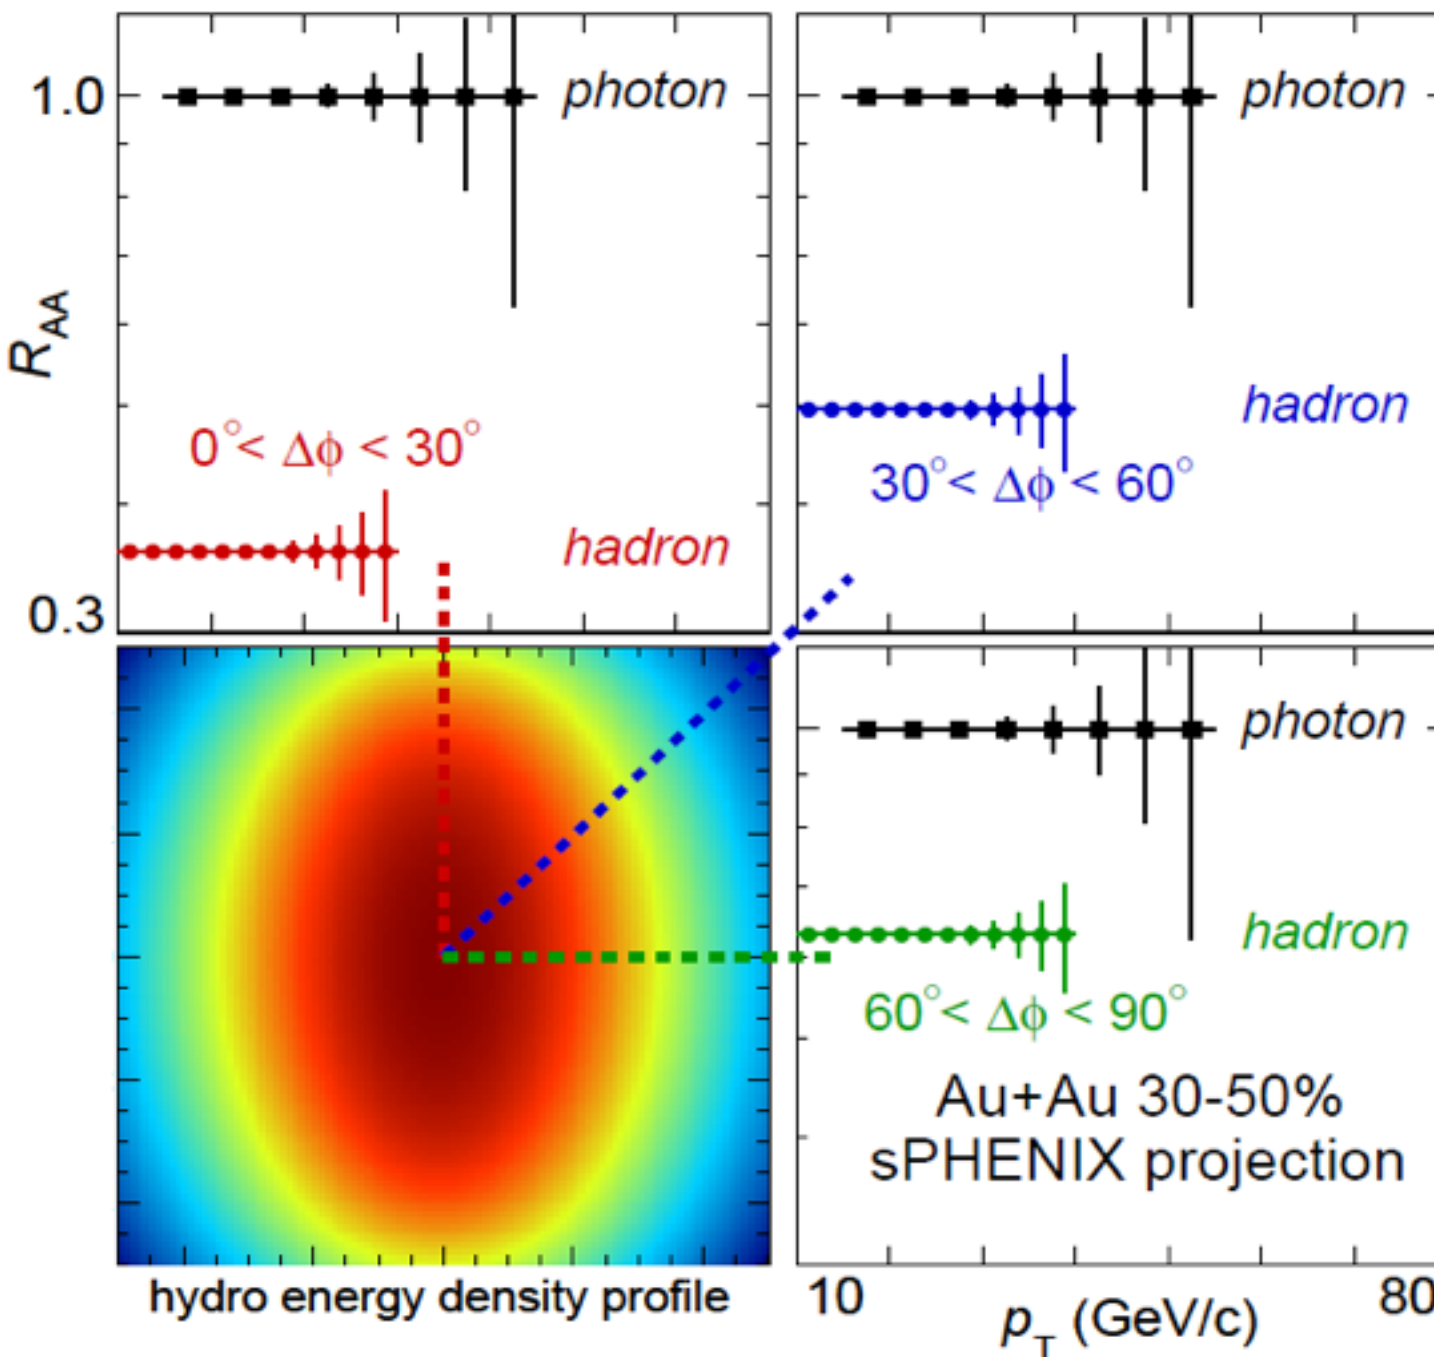 1.0
photon
R_AA
0°< Δϕ < 30°
hadron
0.3
photon
hadron
30°< Δϕ < 60°
photon
hadron
60°< Δϕ < 90°
Au+Au 30-50%
sPHENIX projection
hydro energy density profile
10
80
p_T (GeV/c)